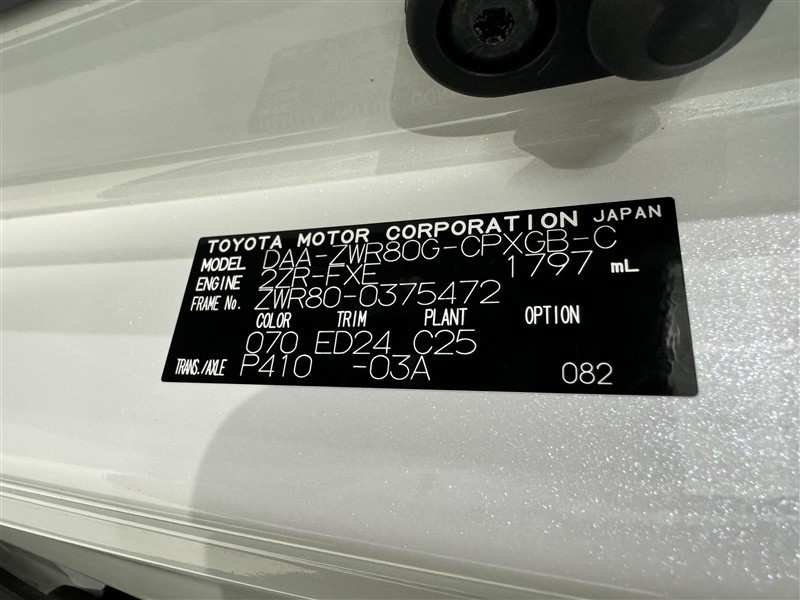 TOYOTA MOTOR CORPORATION JAPAN
MODEL DAA-ZWR80G-CPXGB-C
ENGINE 2ZR-FXE 1797 mL
FRAME No. ZWR80-0375472
COLOR TRIM PLANT OPTION
070 ED24 C25
TRANS./AXLE P410 -03A 082